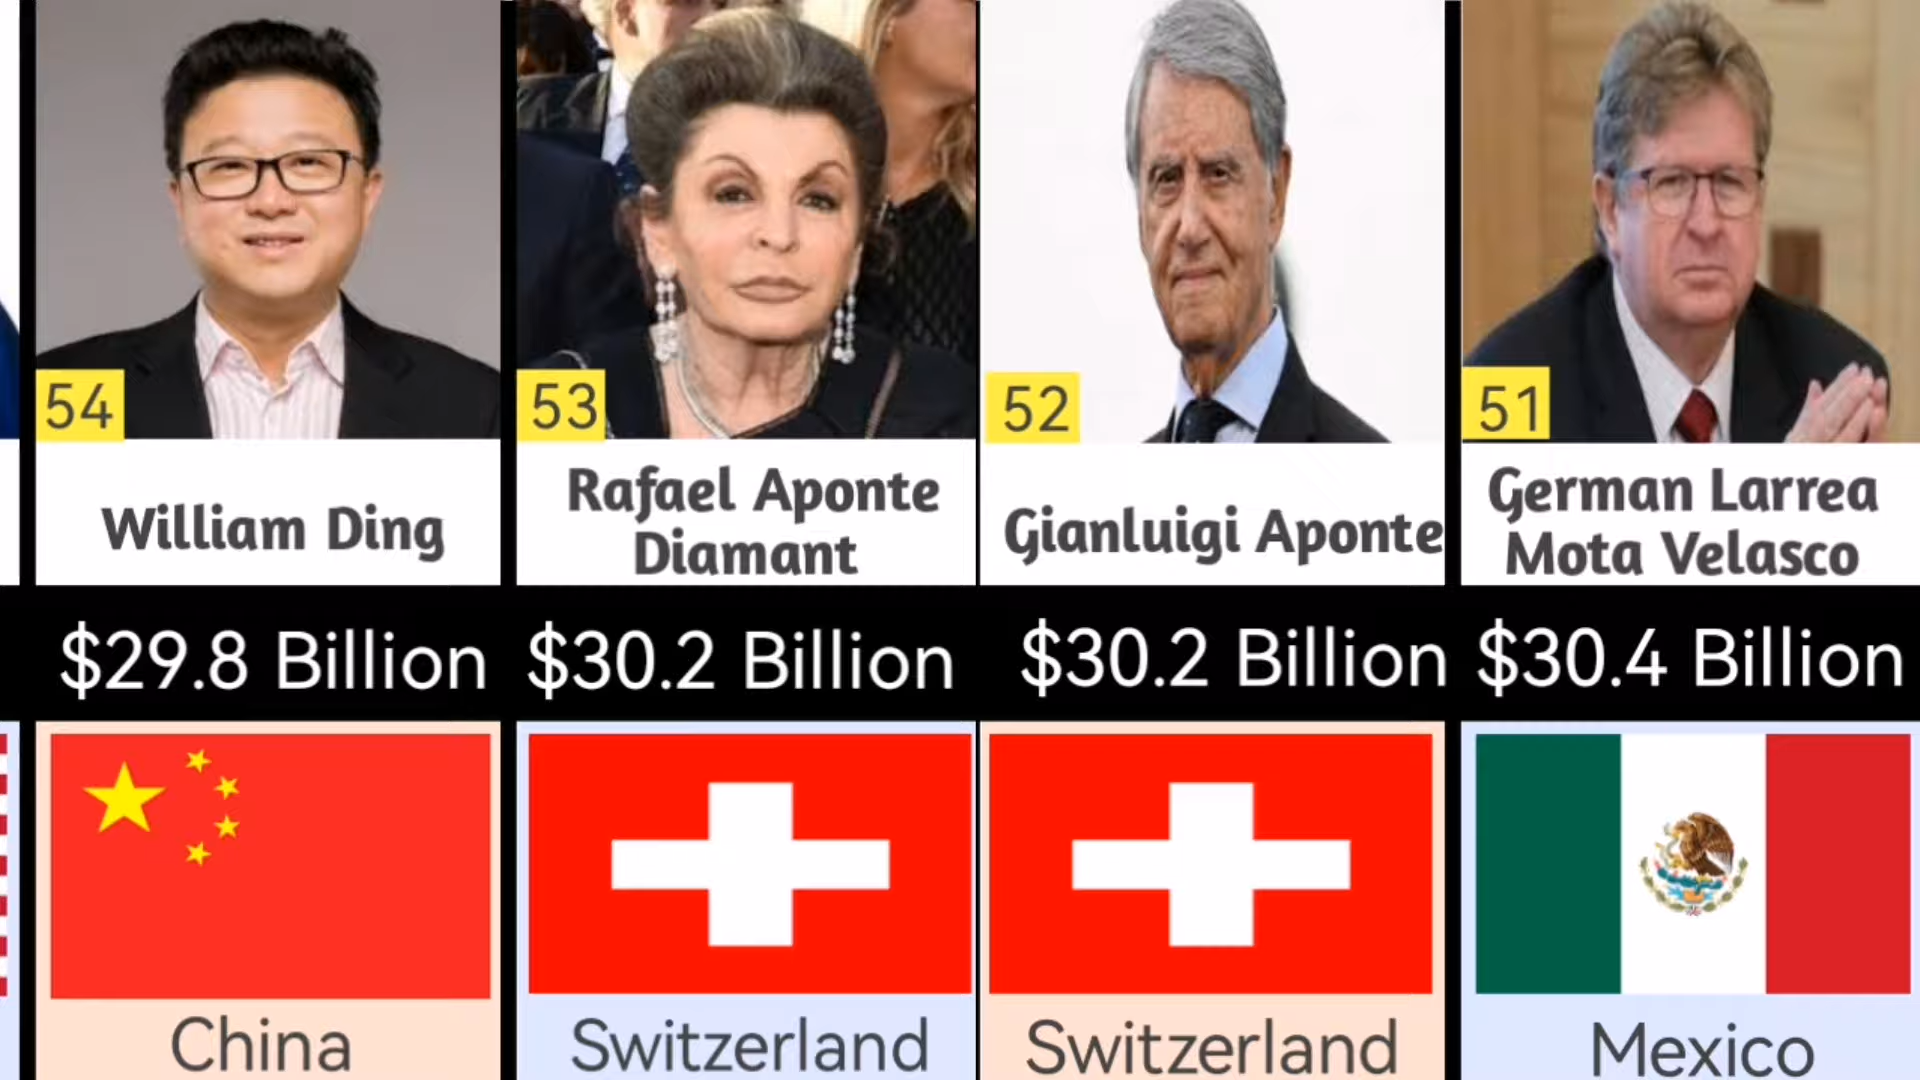 54
William Ding
$29.8 Billion
China
53
Rafael Aponte
Diamant
$30.2 Billion
Switzerland
52
Gianluigi Aponte
$30.2 Billion
Switzerland
51
German Larrea
Mota Velasco
$30.4 Billion
Mexico